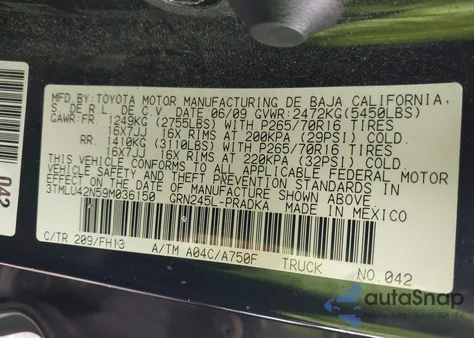 MFD.BY: TOYOTA MOTOR MANUFACTURING DE BAJA CALIFORNIA,
S. DE R.L. DE C.V. DATE 06/09 GVWR:2472KG(5450LBS)
GAWR:FR. 1249KG (2755LBS) WITH P265/70R16 TIRES
16X7JJ 16X RIMS AT 200KPA (29PSI) COLD
RR. 1410KG (3110LBS) WITH P265/70R16 TIRES
16X7JJ 16X RIMS AT 220KPA (32PSI) COLD
THIS VEHICLE CONFORMS TO ALL APPLICABLE FEDERAL MOTOR
VEHICLE SAFETY AND THEFT PREVENTION STANDARDS IN
EFFECT ON THE DATE OF MANUFACTURE SHOWN ABOVE.
3TMLU42N59M036150 GRN245L-PRADKA MADE IN MEXICO
C/TR 209/FH13 A/TM A04C/A750F TRUCK NO.042
042
autoSnap